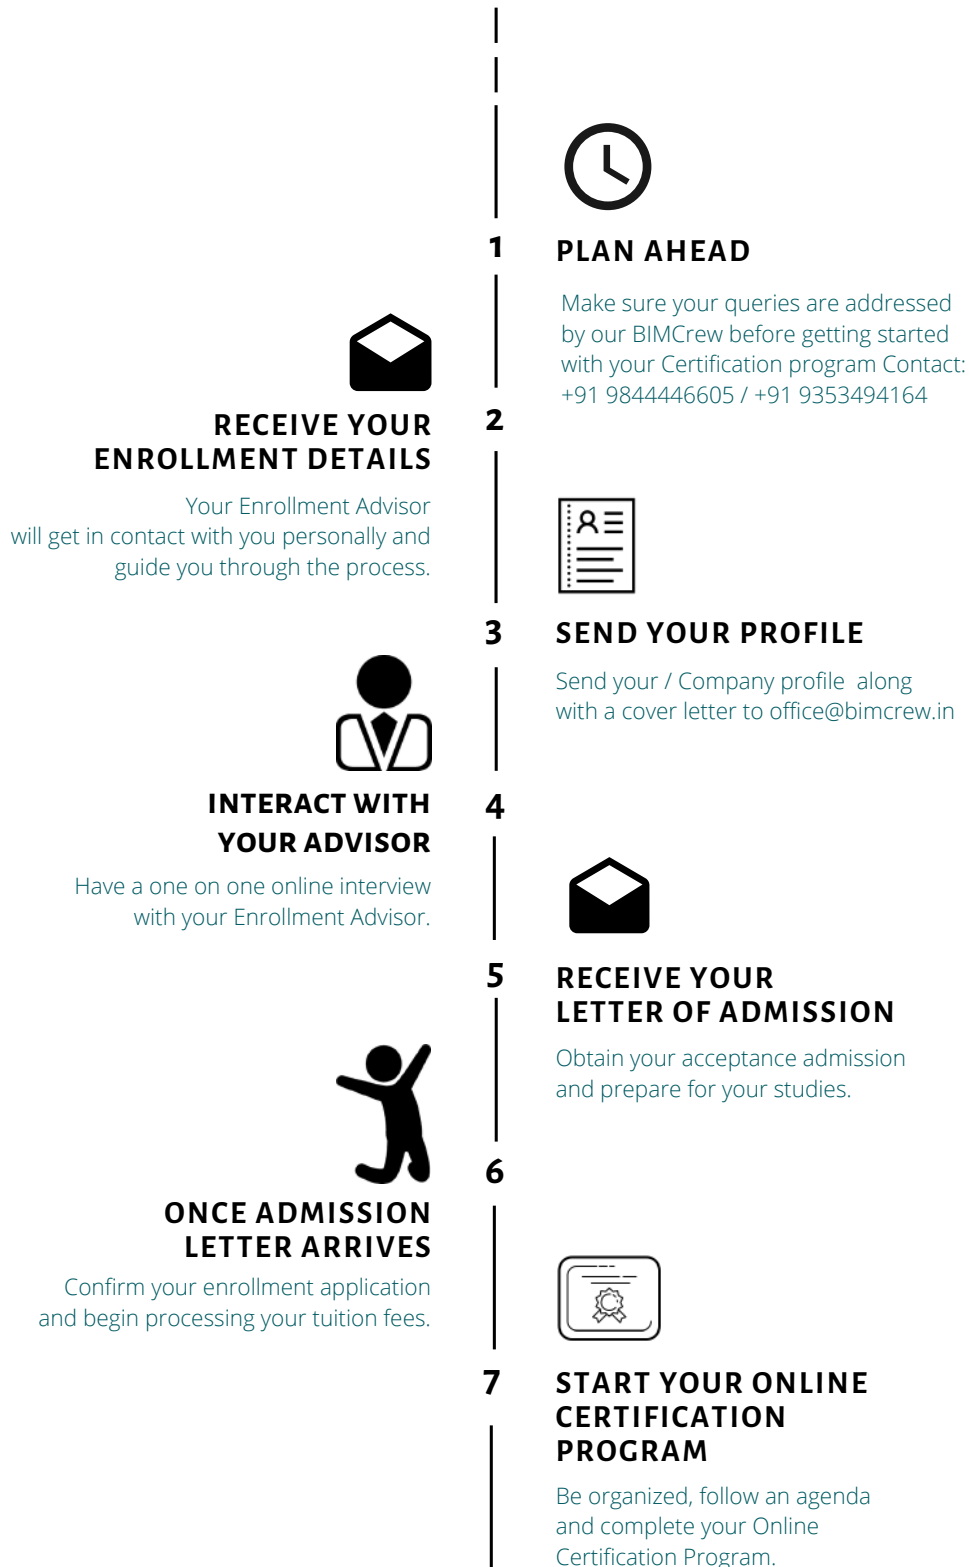 1
PLAN AHEAD
Make sure your queries are addressed
by our BIMCrew before getting started
with your Certification program Contact:
+91 9844446605 / +91 9353494164
2
RECEIVE YOUR
ENROLLMENT DETAILS
Your Enrollment Advisor
will get in contact with you personally and
guide you through the process.
3
SEND YOUR PROFILE
Send your / Company profile  along
with a cover letter to office@bimcrew.in
4
INTERACT WITH
YOUR ADVISOR
Have a one on one online interview
with your Enrollment Advisor.
5
RECEIVE YOUR
LETTER OF ADMISSION
Obtain your acceptance admission
and prepare for your studies.
6
ONCE ADMISSION
LETTER ARRIVES
Confirm your enrollment application
and begin processing your tuition fees.
7
START YOUR ONLINE
CERTIFICATION
PROGRAM
Be organized, follow an agenda
and complete your Online
Certification Program.